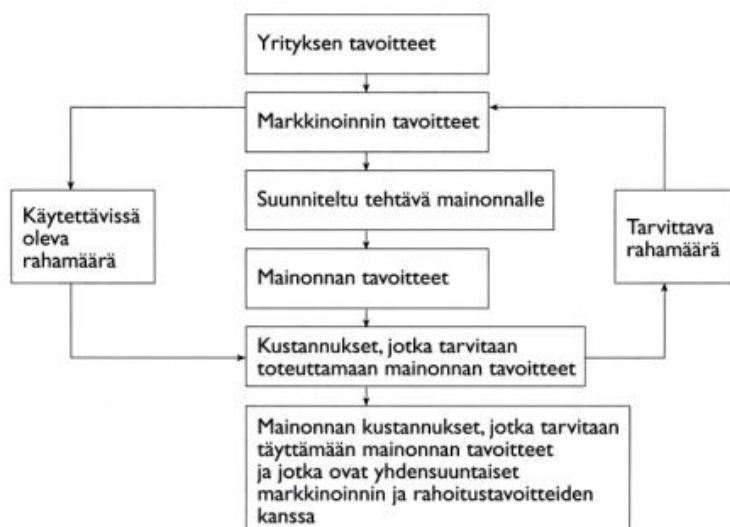 Yrityksen tavoitteet
Markkinoinnin tavoitteet
Suunniteltu tehtävä mainonnalle
Käytettävissä
oleva
rahamäärä
Tarvittava
rahamäärä
Mainonnan tavoitteet
Kustannukset, jotka tarvitaan
toteuttamaan mainonnan tavoitteet
Mainonnan kustannukset, jotka tarvitaan
täyttämään mainonnan tavoitteet
ja jotka ovat yhdensuuntaiset
markkinoinnin ja rahoitustavoitteiden
kanssa